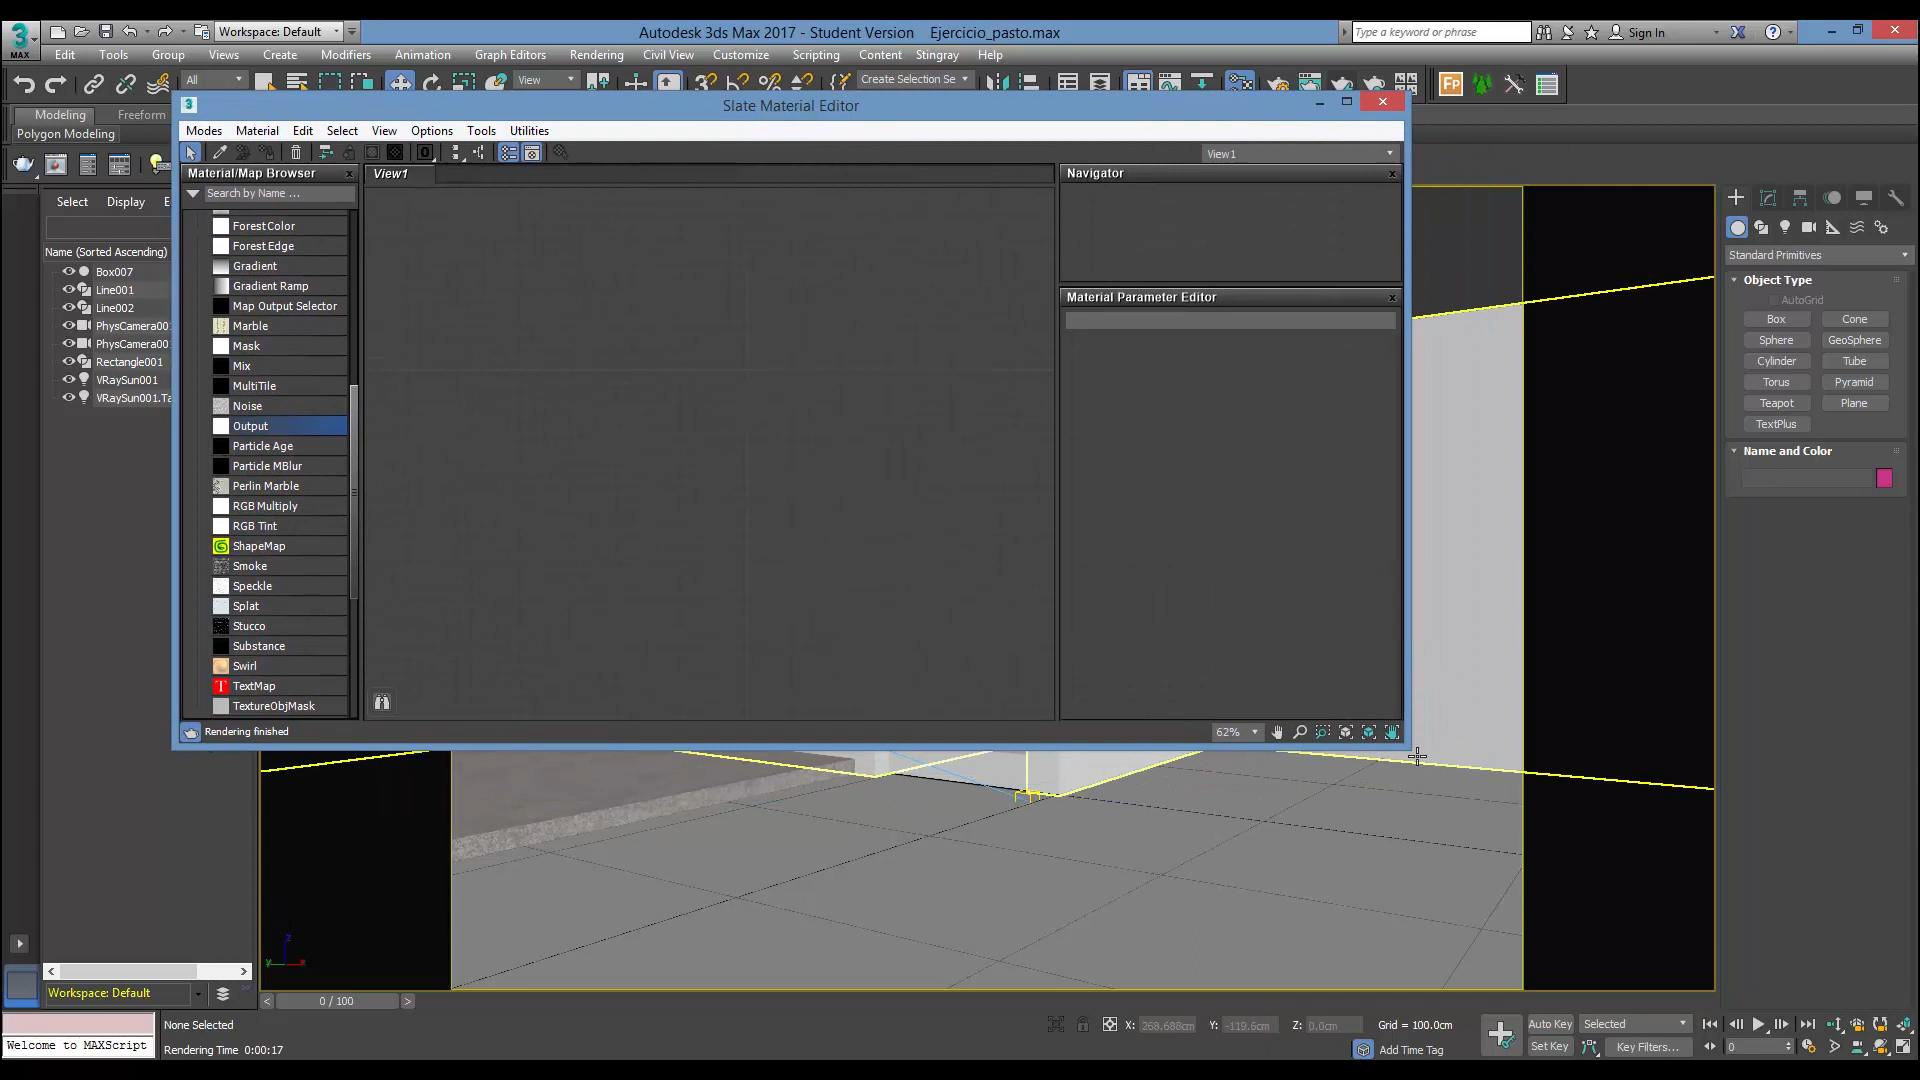 Workspace: Default
Autodesk 3ds Max 2017 - Student Version    Ejercicio_pasto.max
Type a keyword or phrase
Sign In
MAX
Edit Tools Group Views Create Modifiers Animation Graph Editors Rendering Civil View Customize Scripting Content Stingray Help
All
View
Create Selection Se
Modeling Freeform
Polygon Modeling
Slate Material Editor
Modes Material Edit Select View Options Tools Utilities
View1
Material/Map Browser
View1
Navigator
Search by Name ...
Select Display E
Name (Sorted Ascending)
Box007
Line001
Line002
PhysCamera00
PhysCamera00
Rectangle001
VRaySun001
VRaySun001.Ta
Forest Color
Forest Edge
Gradient
Gradient Ramp
Map Output Selector
Marble
Mask
Mix
MultiTile
Noise
Output
Particle Age
Particle MBlur
Perlin Marble
RGB Multiply
RGB Tint
ShapeMap
Smoke
Speckle
Splat
Stucco
Substance
Swirl
TextMap
TextureObjMask
Material Parameter Editor
Rendering finished
62%
Standard Primitives
Object Type
AutoGrid
Box Cone
Sphere GeoSphere
Cylinder Tube
Torus Pyramid
Teapot Plane
TextPlus
Name and Color
Workspace: Default
0 / 100
None Selected
X: 268.688cm Y: -119.6cm Z: 0.0cm Grid = 100.0cm
Auto Key Selected
Welcome to MAXScript
Rendering Time 0:00:17
Add Time Tag
Set Key Key Filters... 0